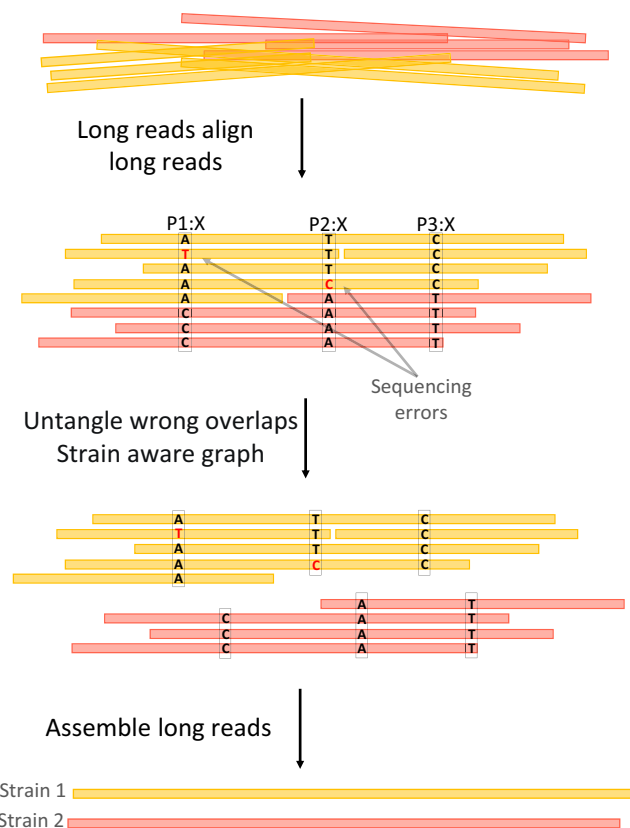 Long reads align
long reads
P1:X P2:X P3:X
A T C
T T C
A T C
A C C
A A T
C A T
C A T
C A T
Sequencing
errors
Untangle wrong overlaps
Strain aware graph
A T C
T T C
A T C
A C C
A
A T
C A T
C A T
C A T
Assemble long reads
Strain 1
Strain 2